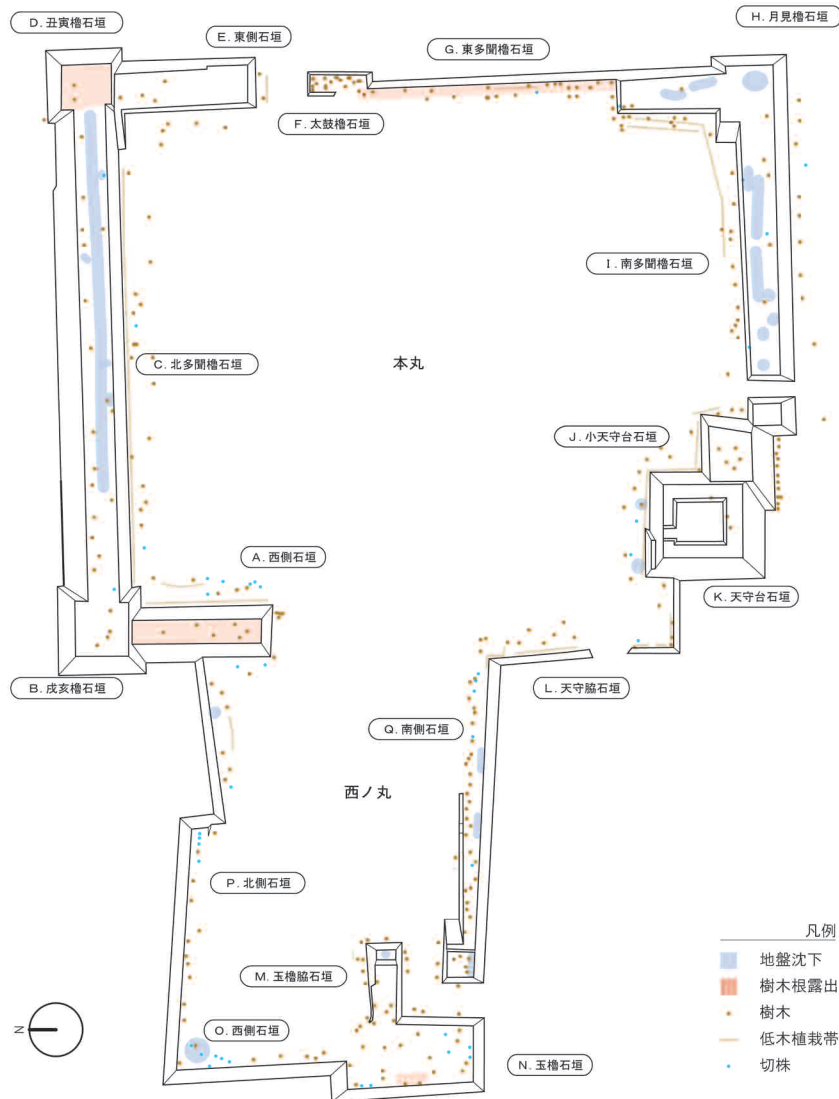 D. 丑寅櫓石垣
H. 月見櫓石垣
E. 東側石垣
G. 東多聞櫓石垣
F. 太鼓櫓石垣
I. 南多聞櫓石垣
C. 北多聞櫓石垣
本丸
J. 小天守台石垣
A. 西側石垣
K. 天守台石垣
B. 戌亥櫓石垣
L. 天守脇石垣
Q. 南側石垣
西ノ丸
P. 北側石垣
M. 玉櫓脇石垣
O. 西側石垣
N. 玉櫓石垣
N
凡例
地盤沈下
樹木根露出
樹木
低木植栽帯
切株